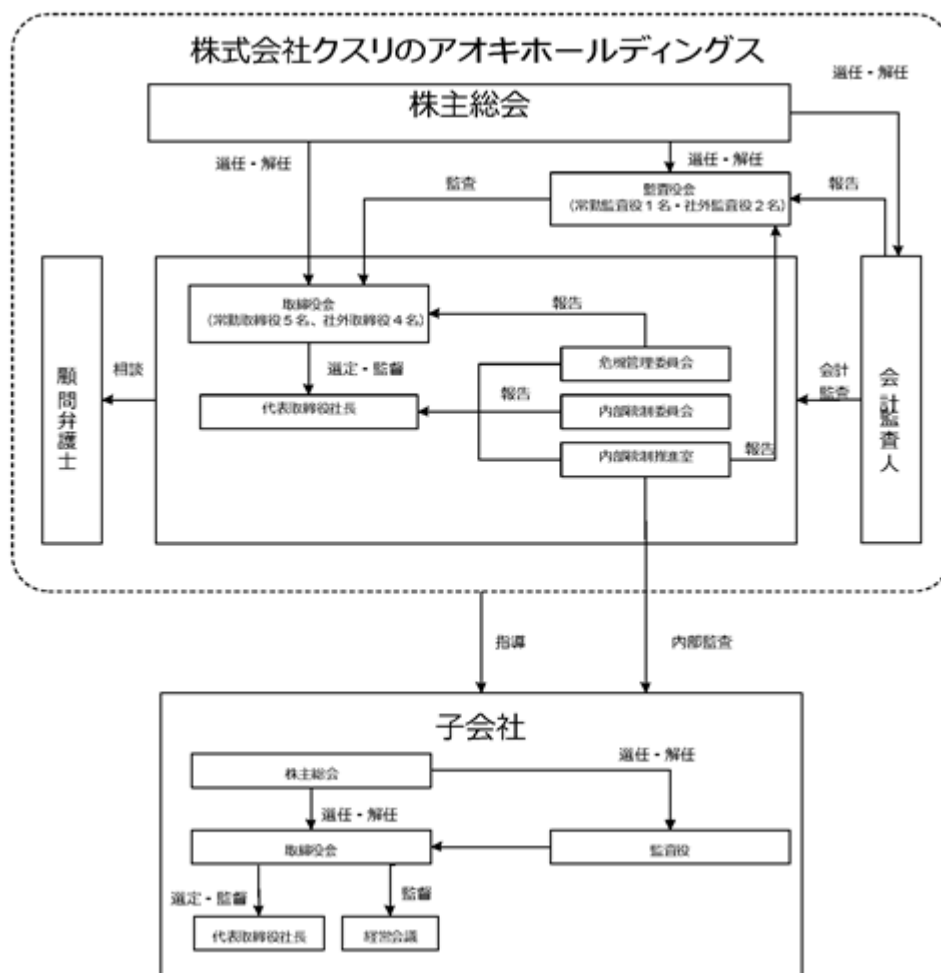 株式会社クスリのアオキホールディングス
選任・解任
株主総会
選任・解任
選任・解任
監査
監査役会
(常勤監査役1名・社外監査役2名)
報告
取締役会
(常勤取締役5名、社外取締役4名)
報告
選定・監督
危機管理委員会
顧問弁護士
相談
代表取締役社長
報告
内部統制委員会
会計
監査
会計監査人
内部統制推進室
報告
指導
内部監査
子会社
株主総会
選任・解任
選任・解任
取締役会
監査役
選定・監督
監督
代表取締役社長
経営会議